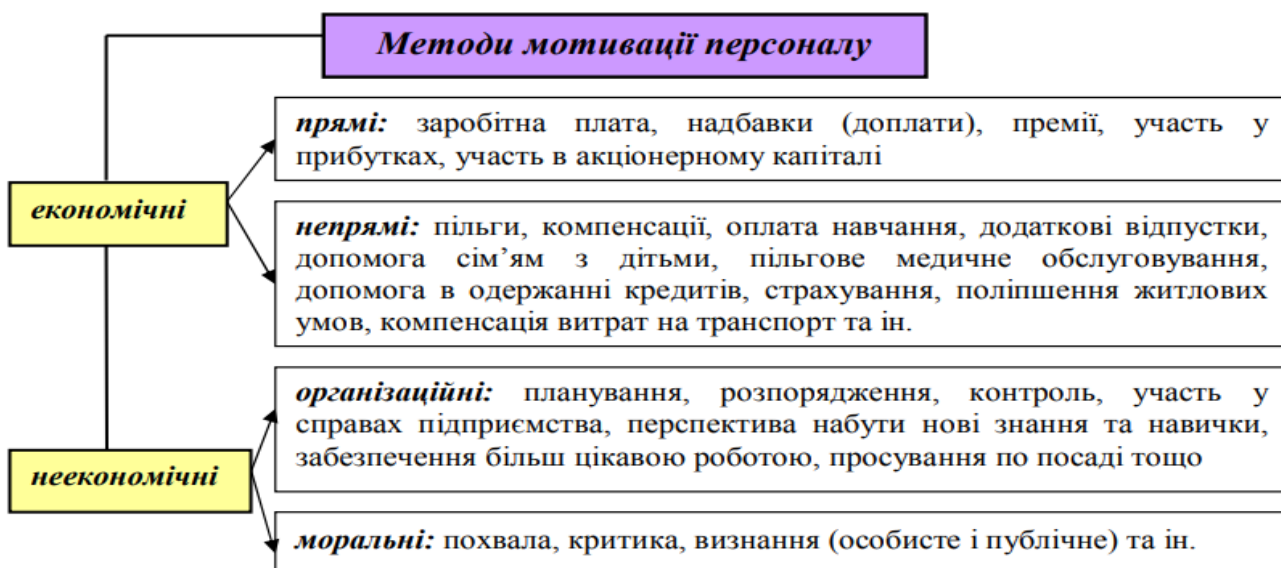 Методи мотивації персоналу
прямі: заробітна плата, надбавки (доплати), премії, участь у
прибутках, участь в акціонерному капіталі
економічні
непрямі: пільги, компенсації, оплата навчання, додаткові відпустки,
допомога сім’ям з дітьми, пільгове медичне обслуговування,
допомога в одержанні кредитів, страхування, поліпшення житлових
умов, компенсація витрат на транспорт та ін.
організаційні: планування, розпорядження, контроль, участь у
справах підприємства, перспектива набути нові знання та навички,
забезпечення більш цікавою роботою, просування по посаді тощо
неекономічні
моральні: похвала, критика, визнання (особисте і публічне) та ін.